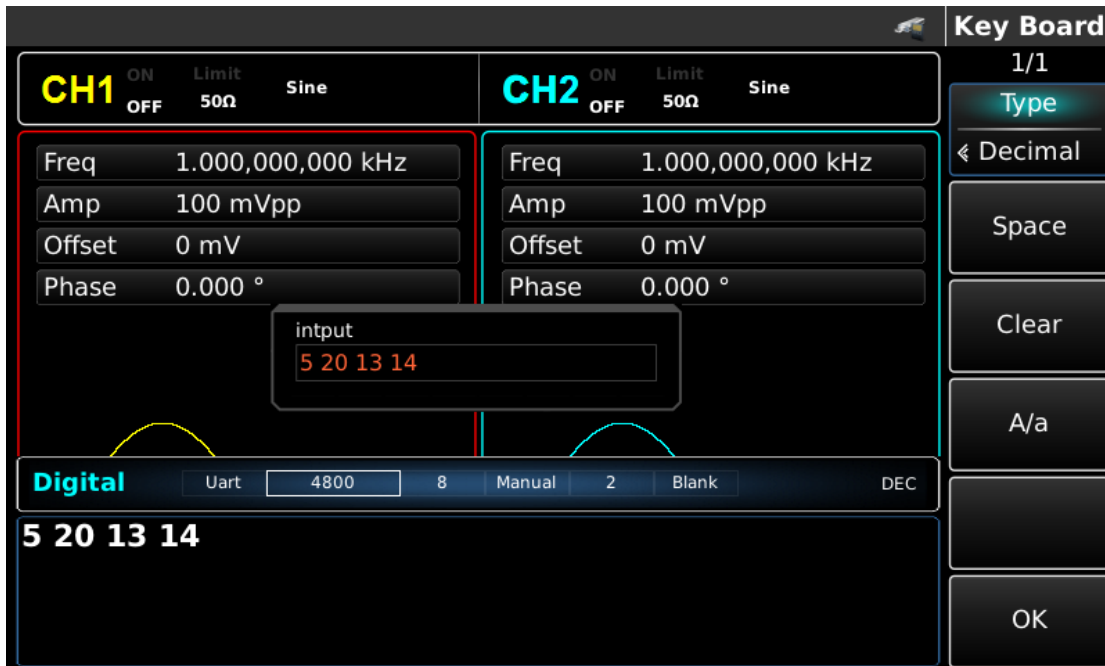 Key Board
1/1
CH1 ON OFF Limit 50Ω Sine
CH2 ON OFF Limit 50Ω Sine
Type
« Decimal
Freq 1.000,000,000 kHz
Amp 100 mVpp
Offset 0 mV
Phase 0.000 °
Freq 1.000,000,000 kHz
Amp 100 mVpp
Offset 0 mV
Phase 0.000 °
Space
intput
5 20 13 14
Clear
A/a
Digital Uart 4800 8 Manual 2 Blank DEC
5 20 13 14
OK